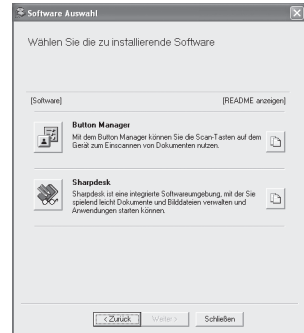 Software Auswahl
Wählen Sie die zu installierende Software
[Software] [README anzeigen]
Button Manager
Mit dem Button Manager können Sie die Scan-Tasten auf dem
Gerät zum Einscannen von Dokumenten nutzen.
Sharpdesk
Sharpdesk ist eine integrierte Softwareumgebung, mit der Sie
spielend leicht Dokumente und Bilddateien verwalten und
Anwendungen starten können.
< Zurück Weiter > Schließen